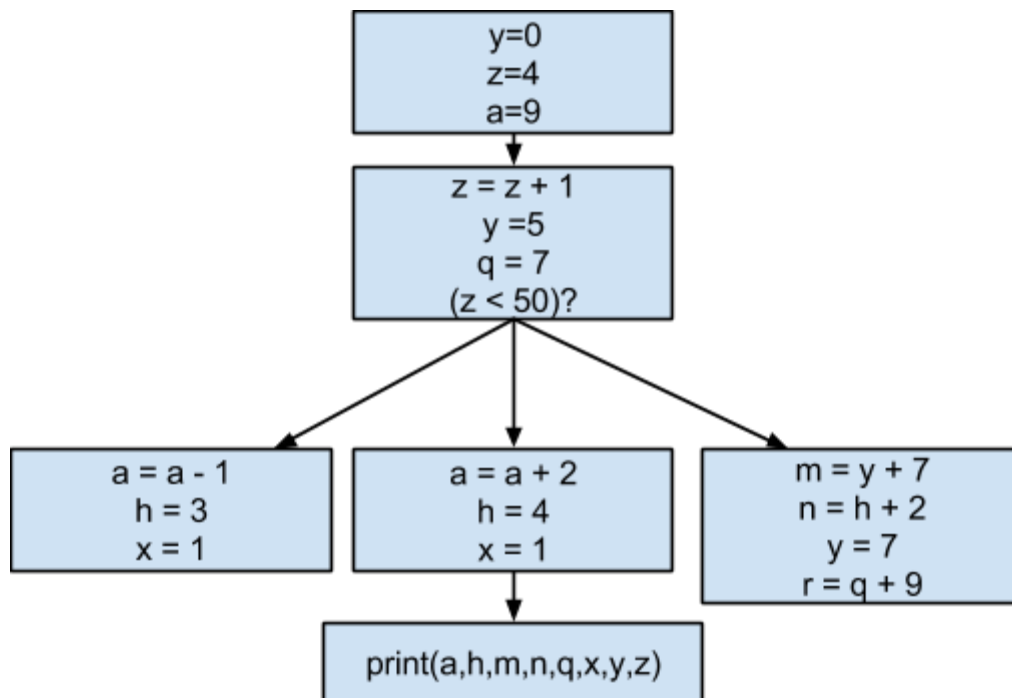 y=0
z=4
a=9
z = z + 1
y =5
q = 7
(z < 50)?
a = a - 1
h = 3
x = 1
a = a + 2
h = 4
x = 1
m = y + 7
n = h + 2
y = 7
r = q + 9
print(a,h,m,n,q,x,y,z)